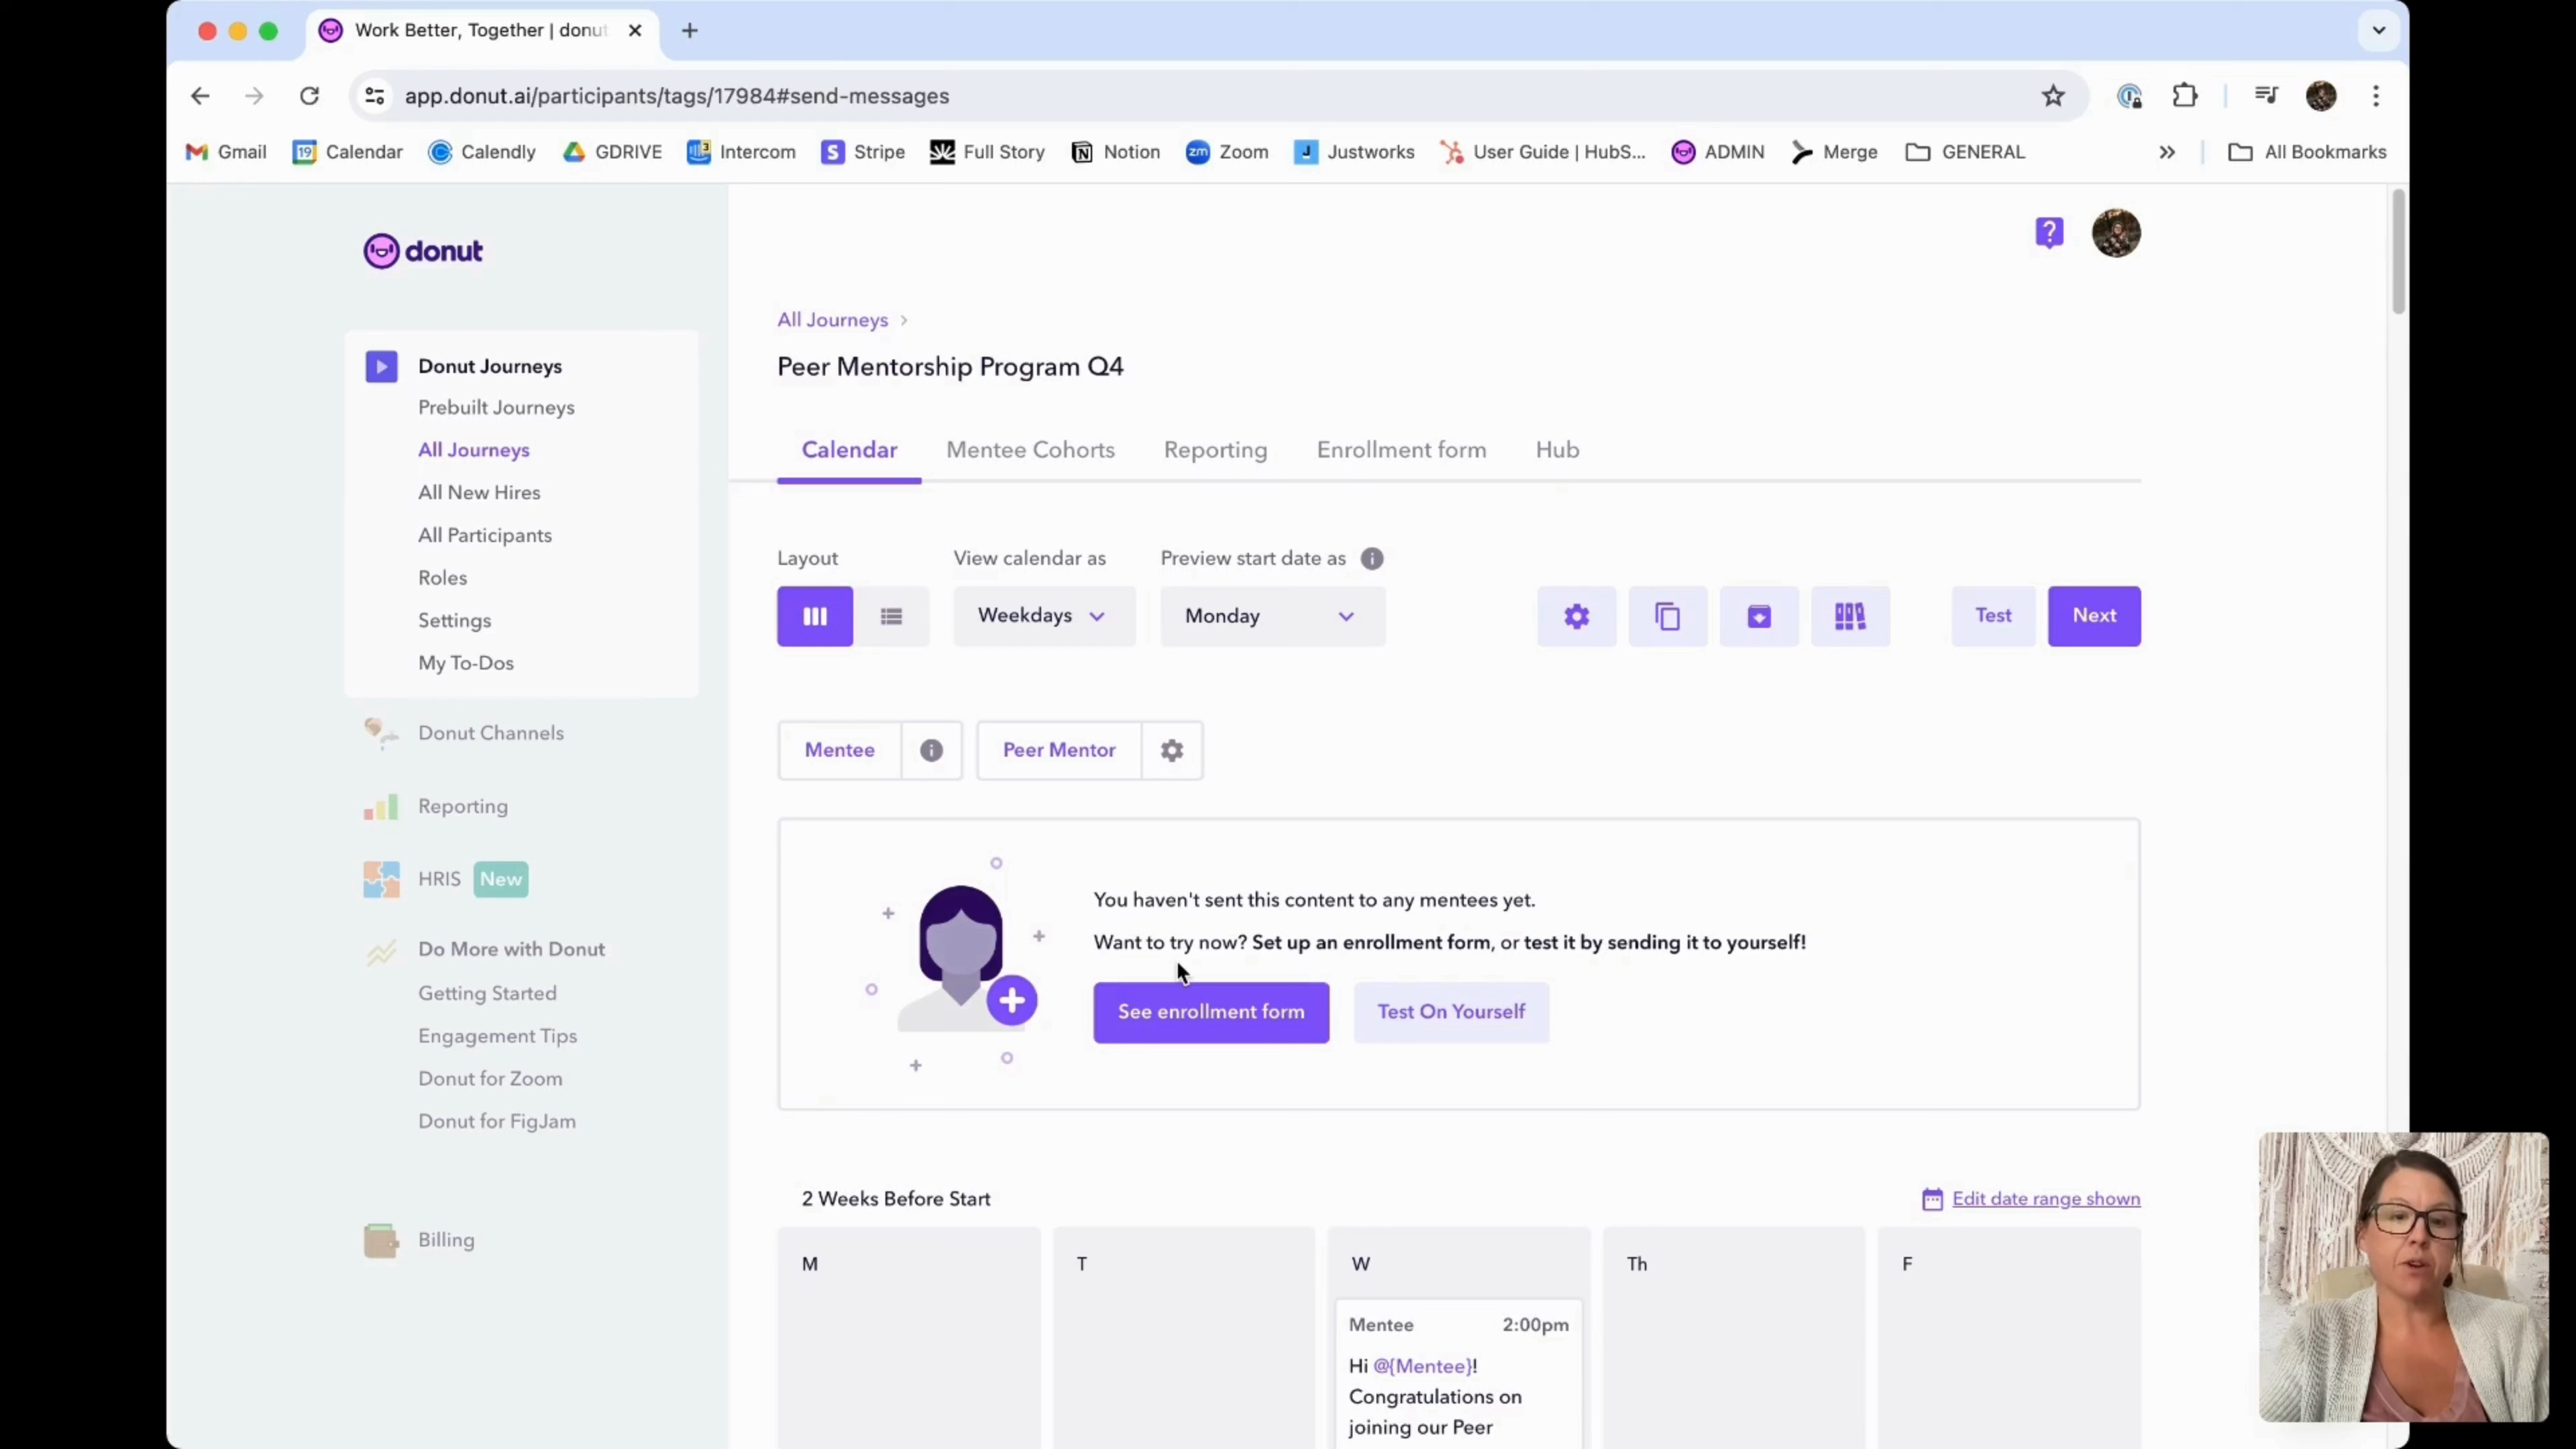 Work Better, Together | donu
app.donut.ai/participants/tags/17984#send-messages
Gmail
19 Calendar
Calendly
GDRIVE
3 Intercom
S Stripe
Full Story
Notion
zm Zoom
J Justworks
User Guide | HubS...
ADMIN
Merge
GENERAL
»
All Bookmarks
donut
?
Donut Journeys
Prebuilt Journeys
All Journeys
All New Hires
All Participants
Roles
Settings
My To-Dos
Donut Channels
Reporting
HRIS New
Do More with Donut
Getting Started
Engagement Tips
Donut for Zoom
Donut for FigJam
Billing
All Journeys >
Peer Mentorship Program Q4
Calendar Mentee Cohorts Reporting Enrollment form Hub
Layout View calendar as Preview start date as
Weekdays Monday Test Next
Mentee Peer Mentor
You haven't sent this content to any mentees yet.
Want to try now? Set up an enrollment form, or test it by sending it to yourself!
See enrollment form Test On Yourself
2 Weeks Before Start Edit date range shown
M T W Th F
Mentee 2:00pm
Hi @{Mentee}!
Congratulations on
joining our Peer